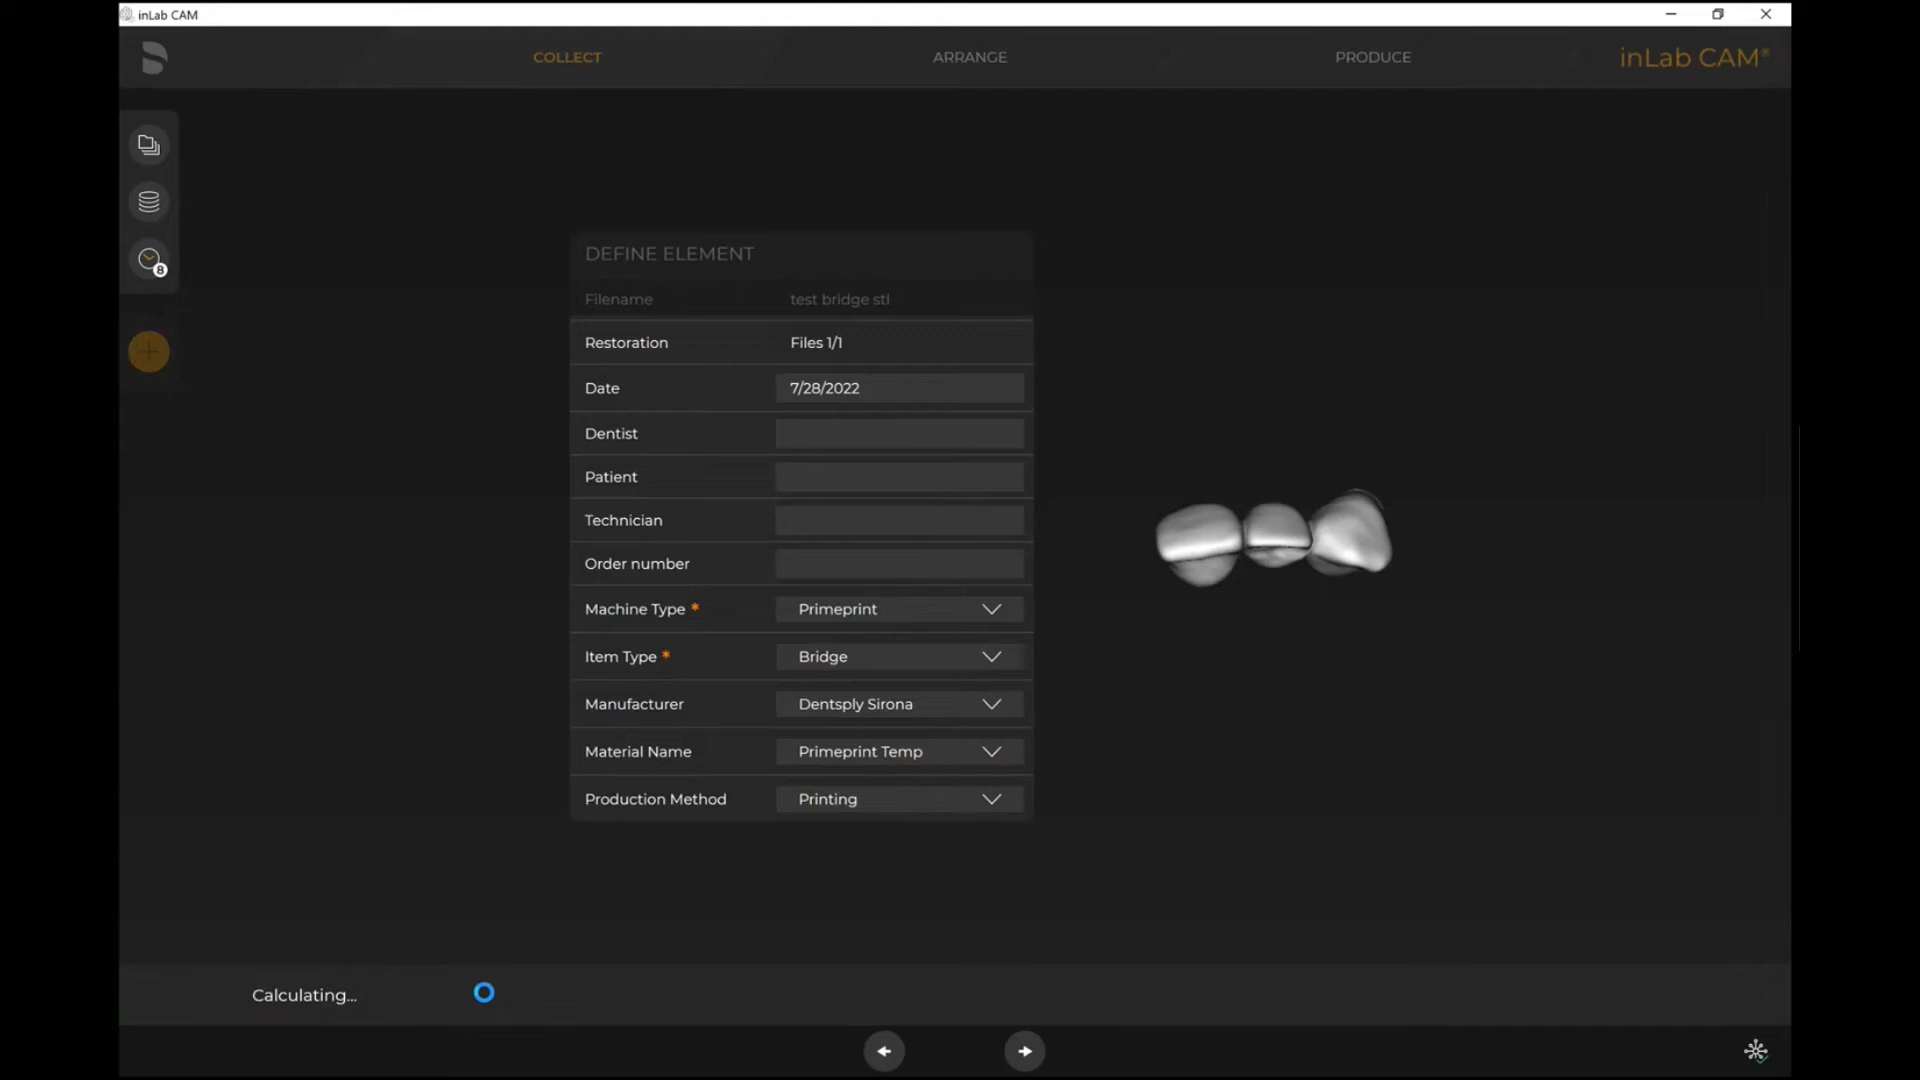 inLab CAM
COLLECT
ARRANGE
PRODUCE
inLab CAM*
8
DEFINE ELEMENT
Filename test bridge stl
Restoration Files 1/1
Date 7/28/2022
Dentist
Patient
Technician
Order number
Machine Type * Primeprint
Item Type * Bridge
Manufacturer Dentsply Sirona
Material Name Primeprint Temp
Production Method Printing
Calculating...